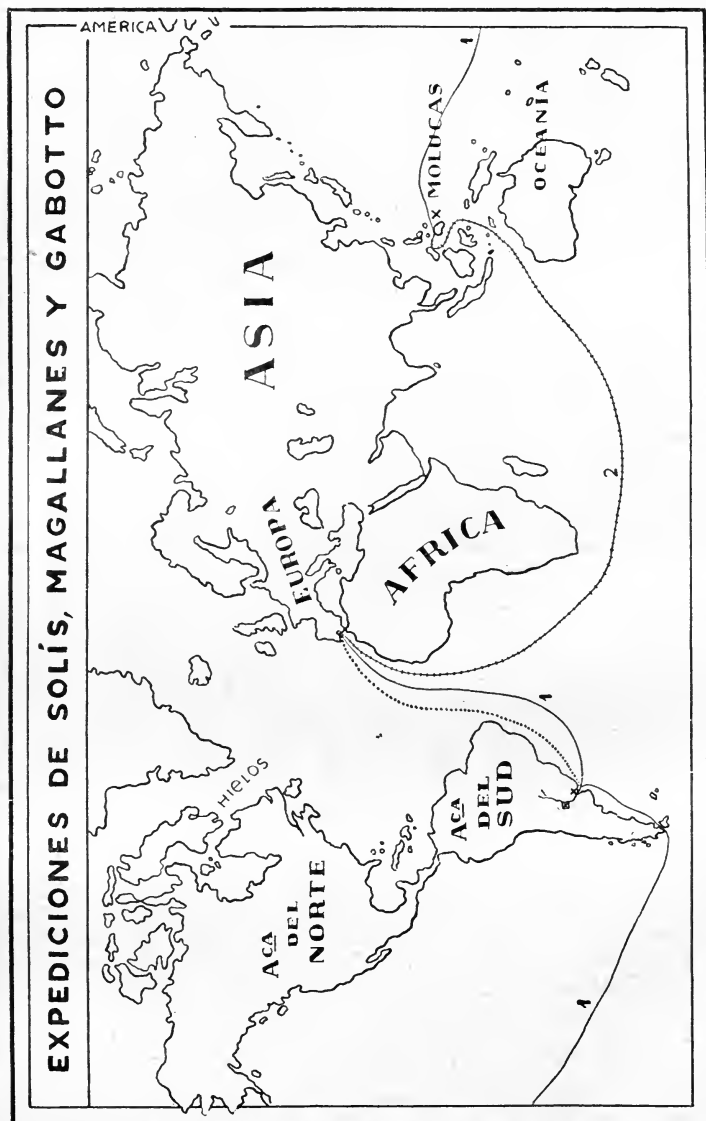 EXPEDICIONES DE SOLÍS, MAGALLANES Y GABOTTO
AMERICA
HIELOS
Aca
DEL
NORTE
Aca
DEL
SUD
EUROPA
ASIA
AFRICA
X MOLUCAS
OCEANÍA
1
1
1
2